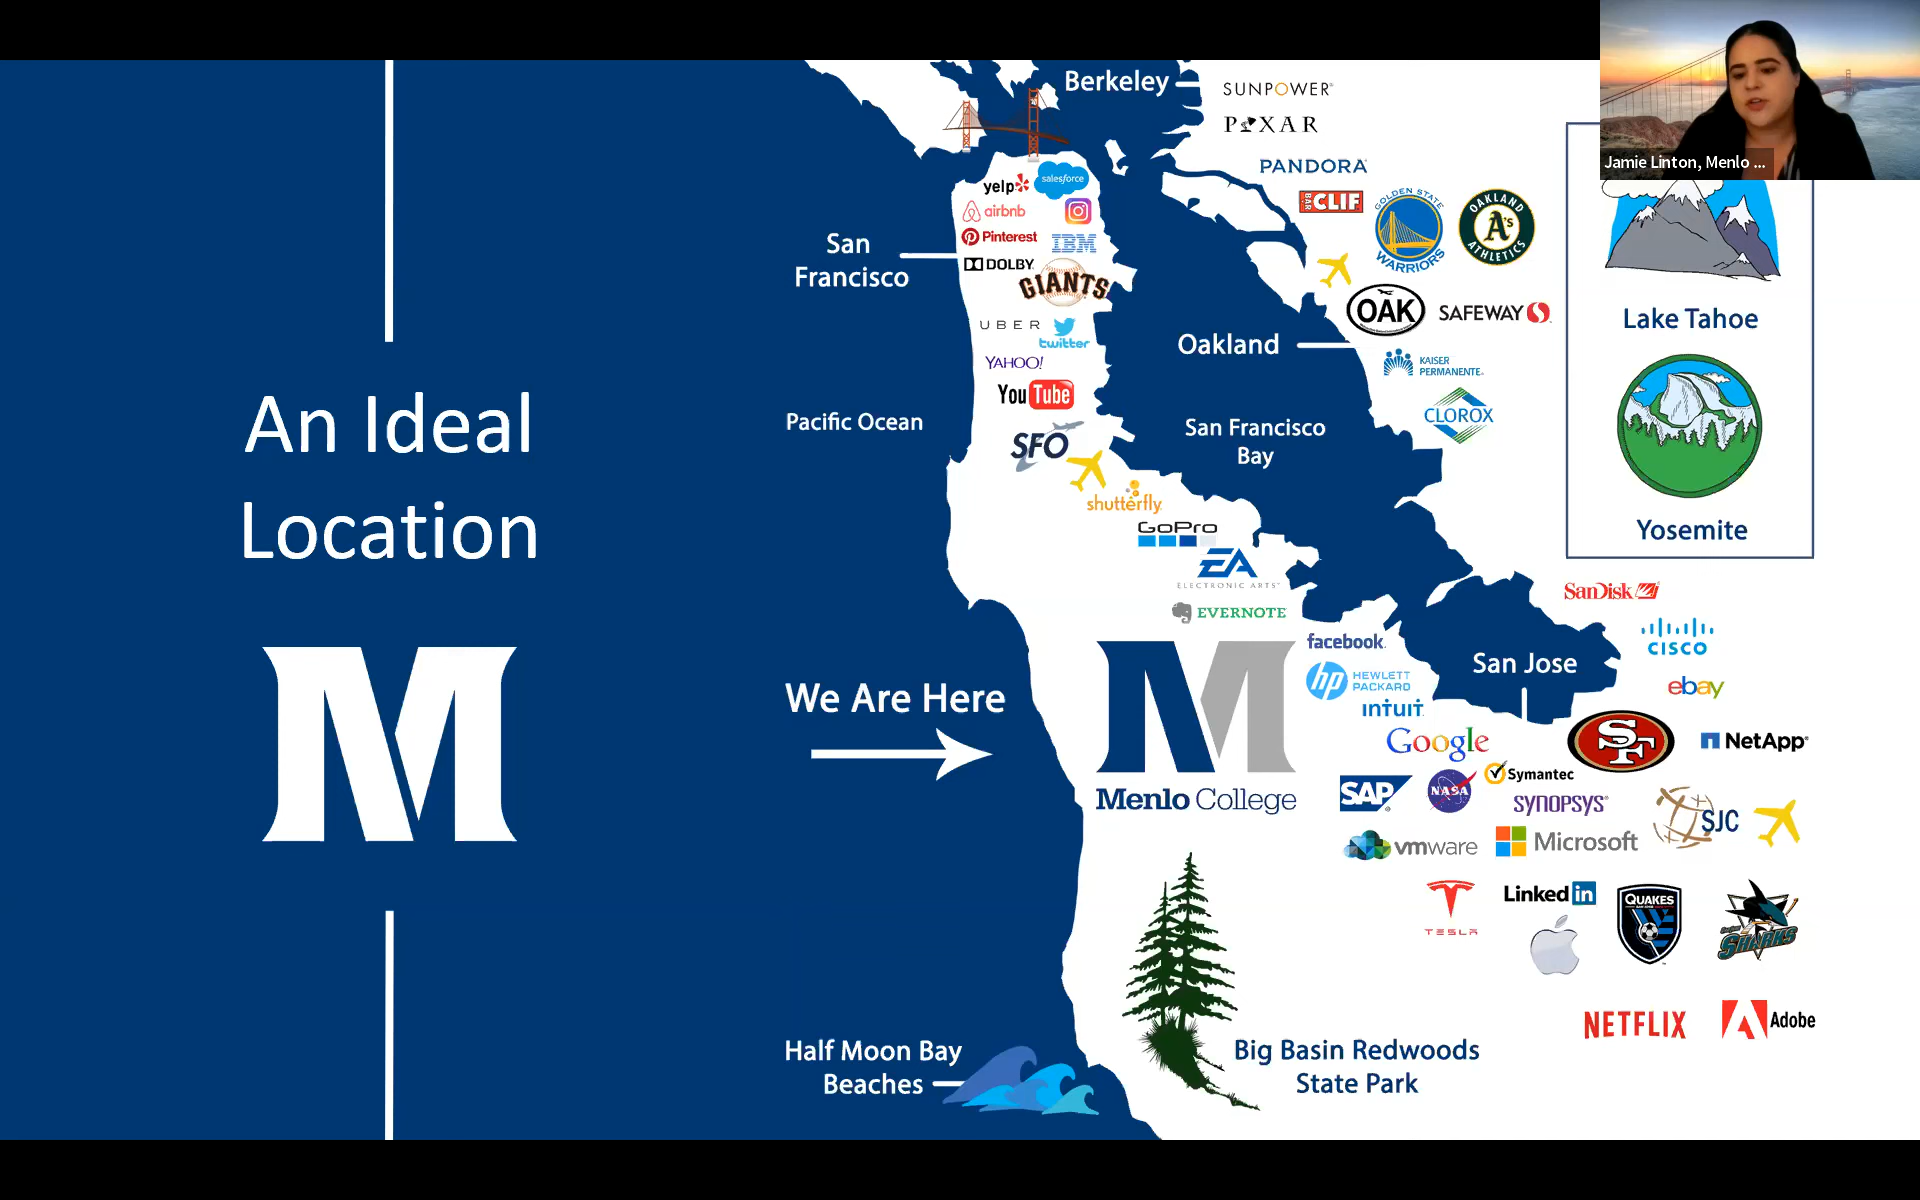 An Ideal
Location
Berkeley
SUNPOWER
PIXAR
PANDORA
CLIF
BAR
GOLDEN STATE
WARRIORS
OAKLAND
A's
ATHLETICS
yelp
salesforce
airbnb
Pinterest
IBM
DOLBY
GIANTS
San
Francisco
UBER
twitter
YAHOO!
YouTube
SFO
Pacific Ocean
OAK
SAFEWAY
Oakland
KAISER
PERMANENTE
CLOROX
San Francisco
Bay
shutterfly
GoPro
EA
ELECTRONIC ARTS
EVERNOTE
facebook
hp HEWLETT
PACKARD
intuit
Google
We Are Here
M
M
Menlo College
San Jose
SanDisk
CISCO
ebay
SF
NetApp
Symantec
SAP
NASA
SYNOPSYS
SJC
vmware
Microsoft
TESLA
LinkedIn
QUAKES
SHARKS
NETFLIX
Adobe
Half Moon Bay
Beaches
Big Basin Redwoods
State Park
Lake Tahoe
Yosemite
Jamie Linton, Menlo ...